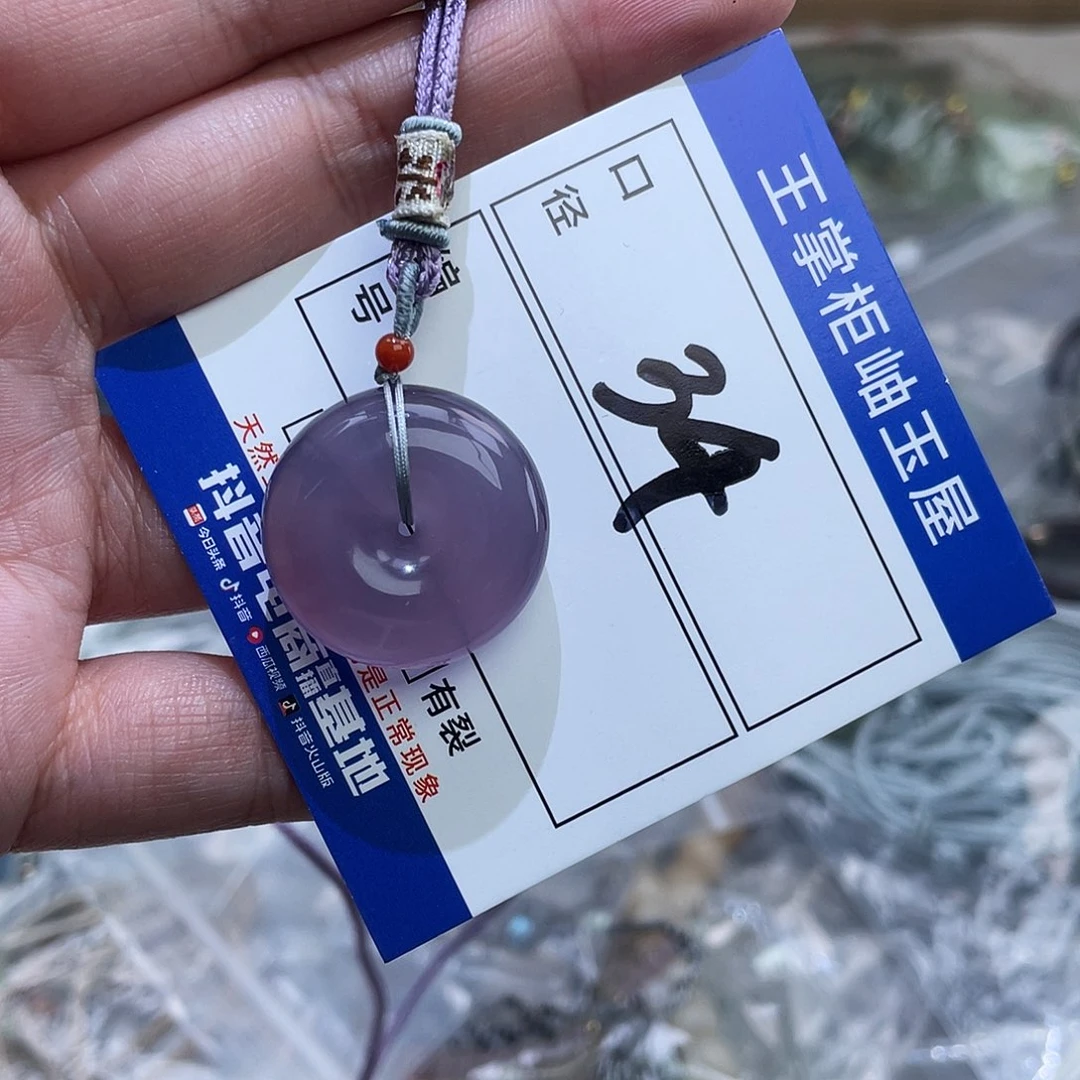 王掌柜岫玉屋
口径
34
编号
有裂
天然
是正常现象
抖音电商直播基地
今日头条 抖音 西瓜视频 抖音火山版